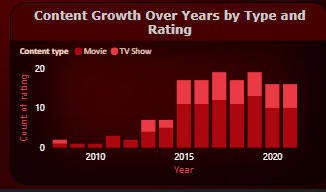 Content Growth Over Years by Type and
Rating
Content type Movie TV Show
Count of rating
20
10
0
2010 2015 2020
Year